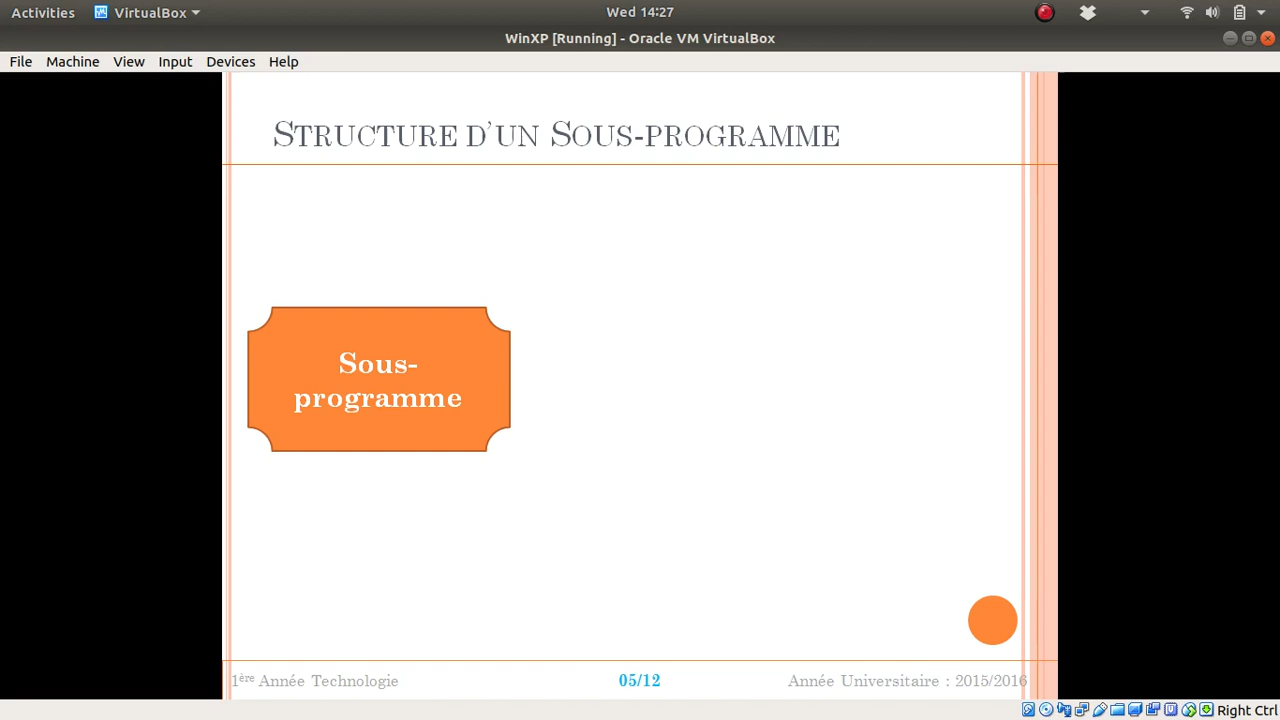 Activities VirtualBox Wed 14:27
WinXP [Running] - Oracle VM VirtualBox
File Machine View Input Devices Help
STRUCTURE D'UN SOUS-PROGRAMME
Sous-
programme
1ère Année Technologie 05/12 Année Universitaire : 2015/2016
Right Ctrl